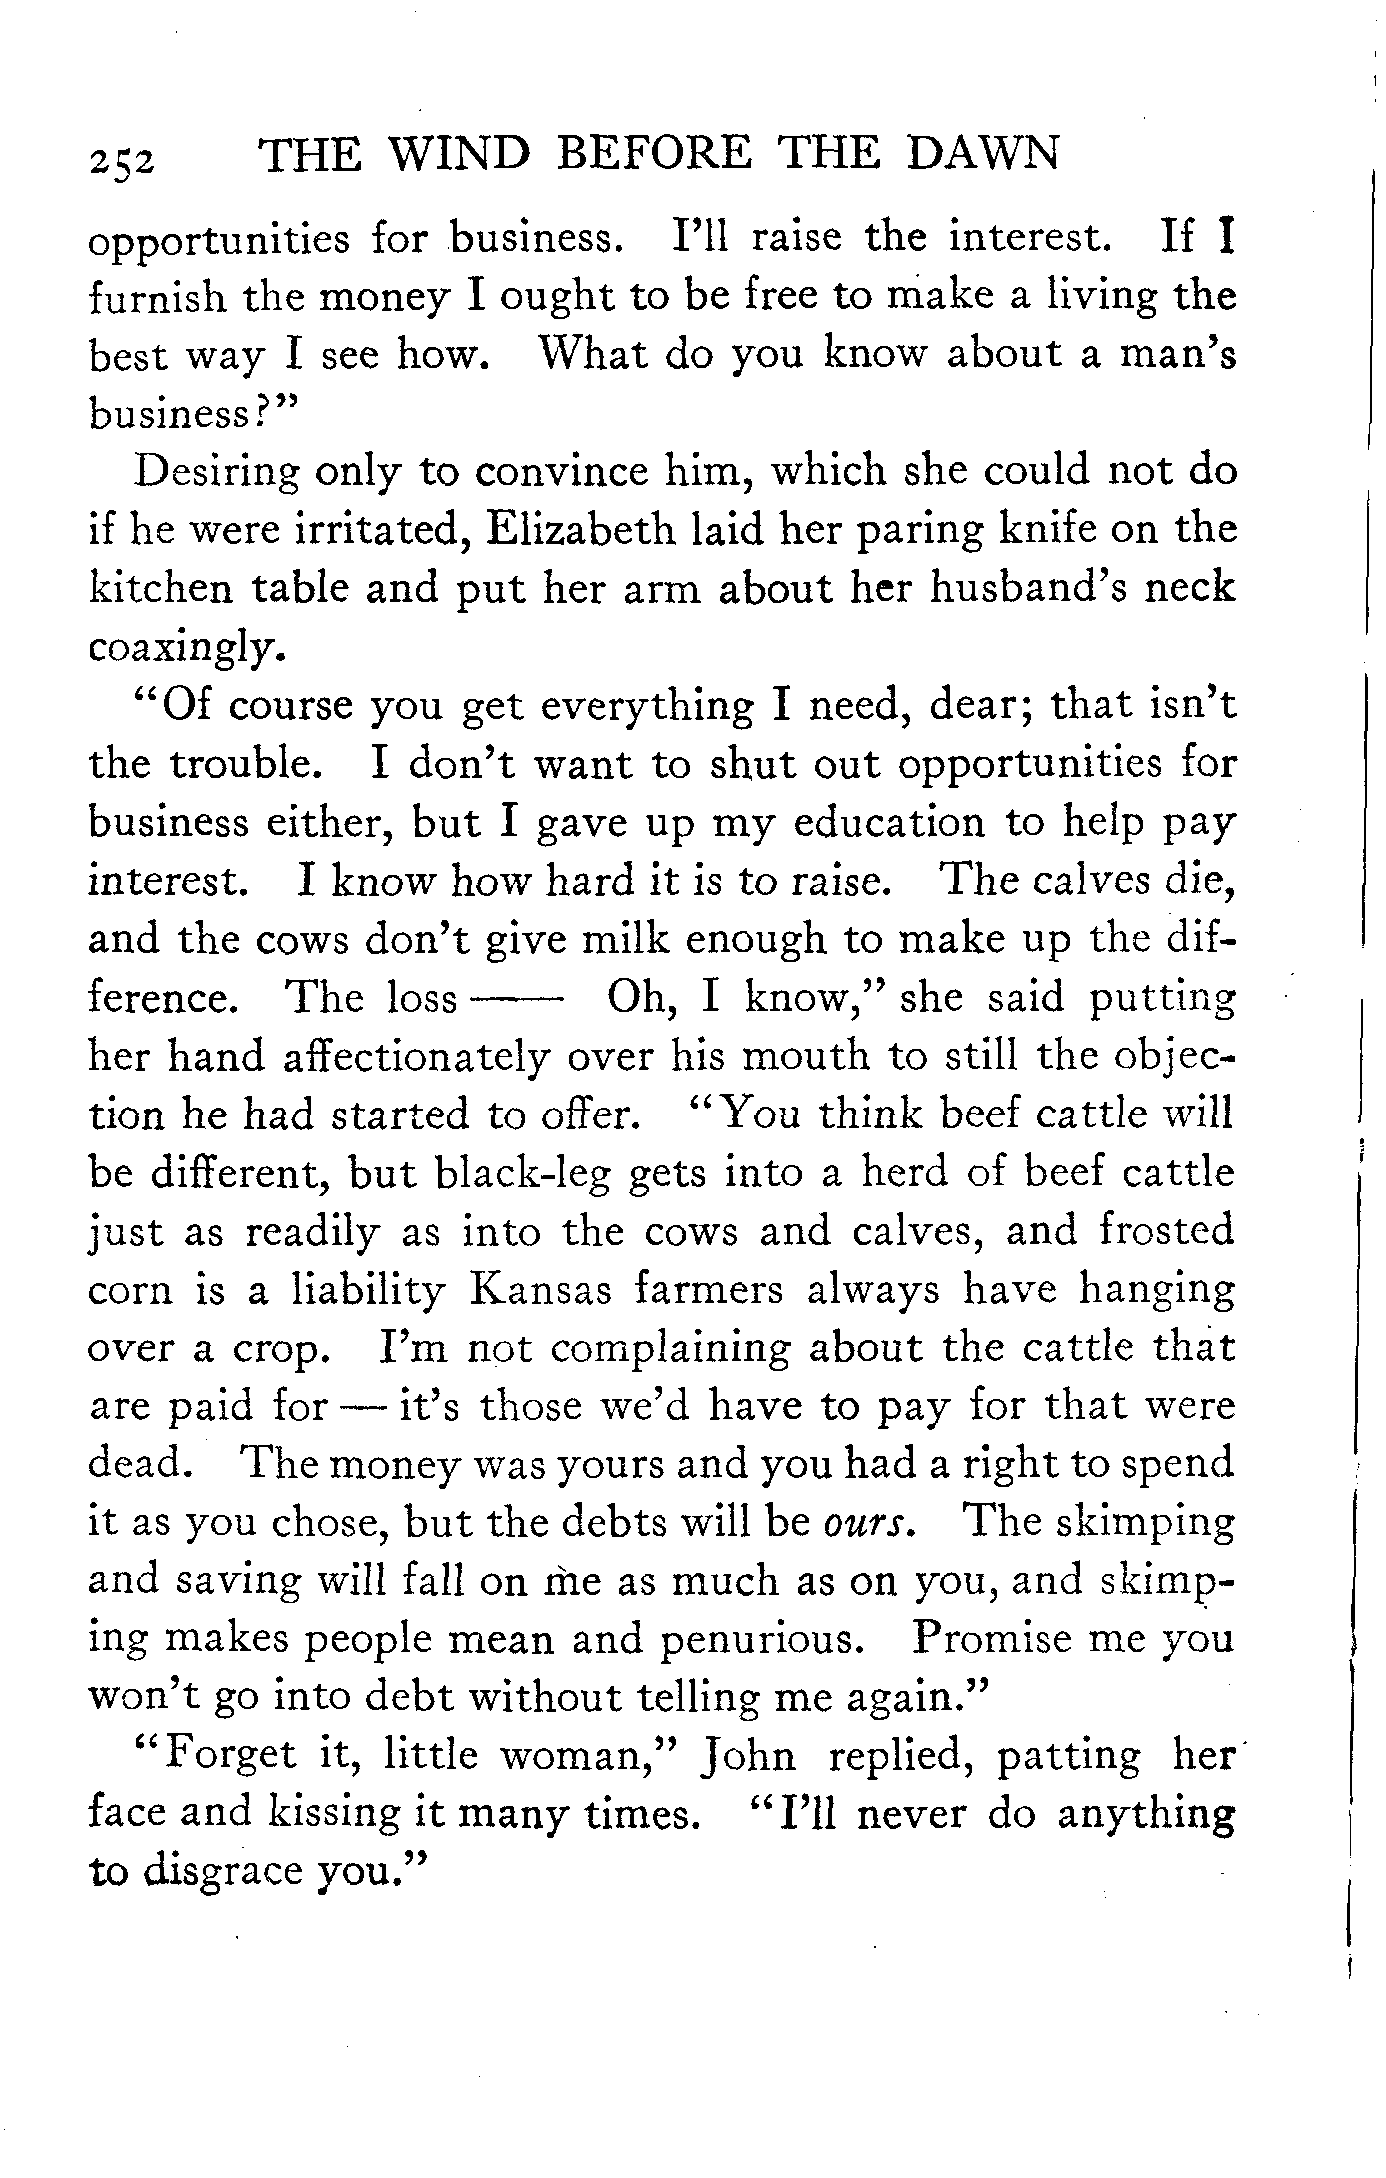 252 THE WIND BEFORE THE DAWN
opportunities for business. I'll raise the interest. If I
furnish the money I ought to be free to make a living the
best way I see how. What do you know about a man's
business?"
Desiring only to convince him, which she could not do
if he were irritated, Elizabeth laid her paring knife on the
kitchen table and put her arm about her husband's neck
coaxingly.
"Of course you get everything I need, dear; that isn't
the trouble. I don't want to shut out opportunities for
business either, but I gave up my education to help pay
interest. I know how hard it is to raise. The calves die,
and the cows don't give milk enough to make up the dif-
ference. The loss —— Oh, I know," she said putting
her hand affectionately over his mouth to still the objec-
tion he had started to offer. "You think beef cattle will
be different, but black-leg gets into a herd of beef cattle
just as readily as into the cows and calves, and frosted
corn is a liability Kansas farmers always have hanging
over a crop. I'm not complaining about the cattle that
are paid for — it's those we'd have to pay for that were
dead. The money was yours and you had a right to spend
it as you chose, but the debts will be ours. The skimping
and saving will fall on me as much as on you, and skimp-
ing makes people mean and penurious. Promise me you
won't go into debt without telling me again."
"Forget it, little woman," John replied, patting her
face and kissing it many times. "I'll never do anything
to disgrace you."